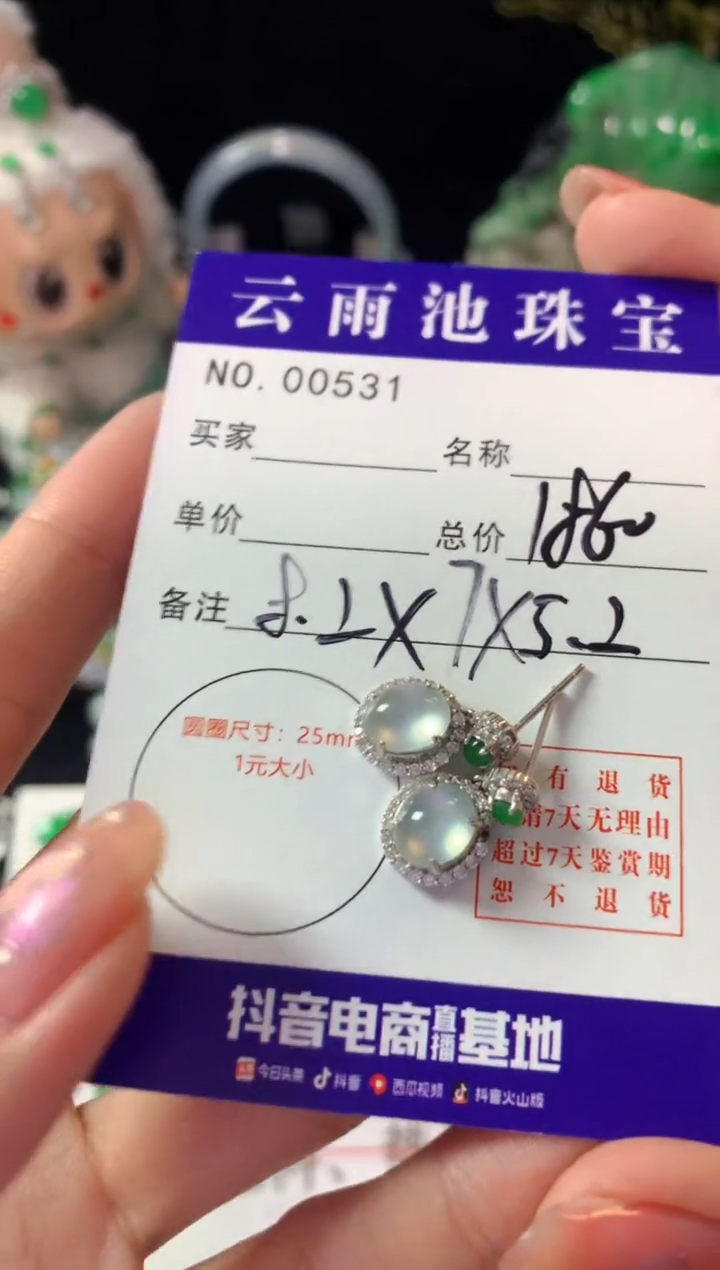 云雨池珠宝
NO. 00531
买家 名称
单价 总价 1860
备注 8.2X7X5.2
圆圈尺寸：25mm
1元大小
有退货
请7天无理由
超过7天鉴赏期
恕不退货
抖音电商直播基地
今日头条 抖音 西瓜视频 抖音火山版